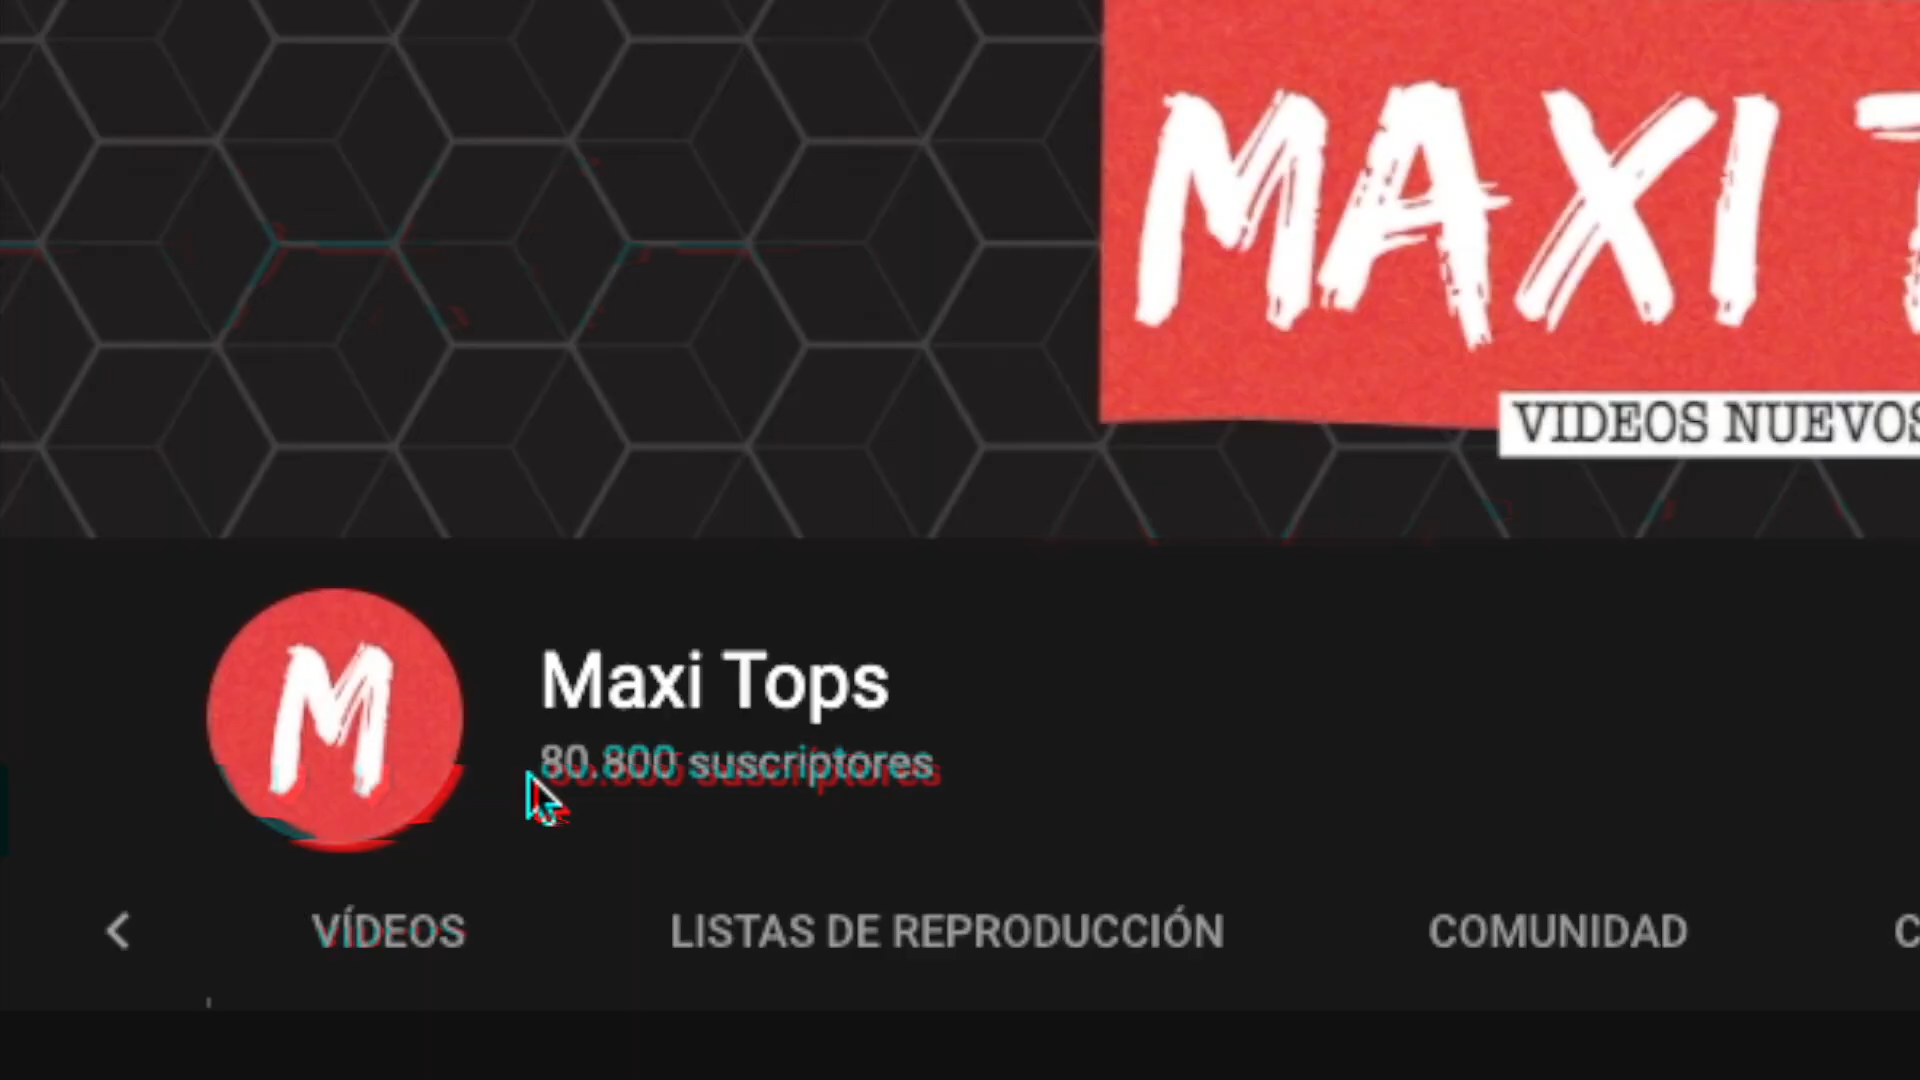 MAXI T
VIDEOS NUEVOS
M
Maxi Tops
80.800 suscriptores
VÍDEOS LISTAS DE REPRODUCCIÓN COMUNIDAD C